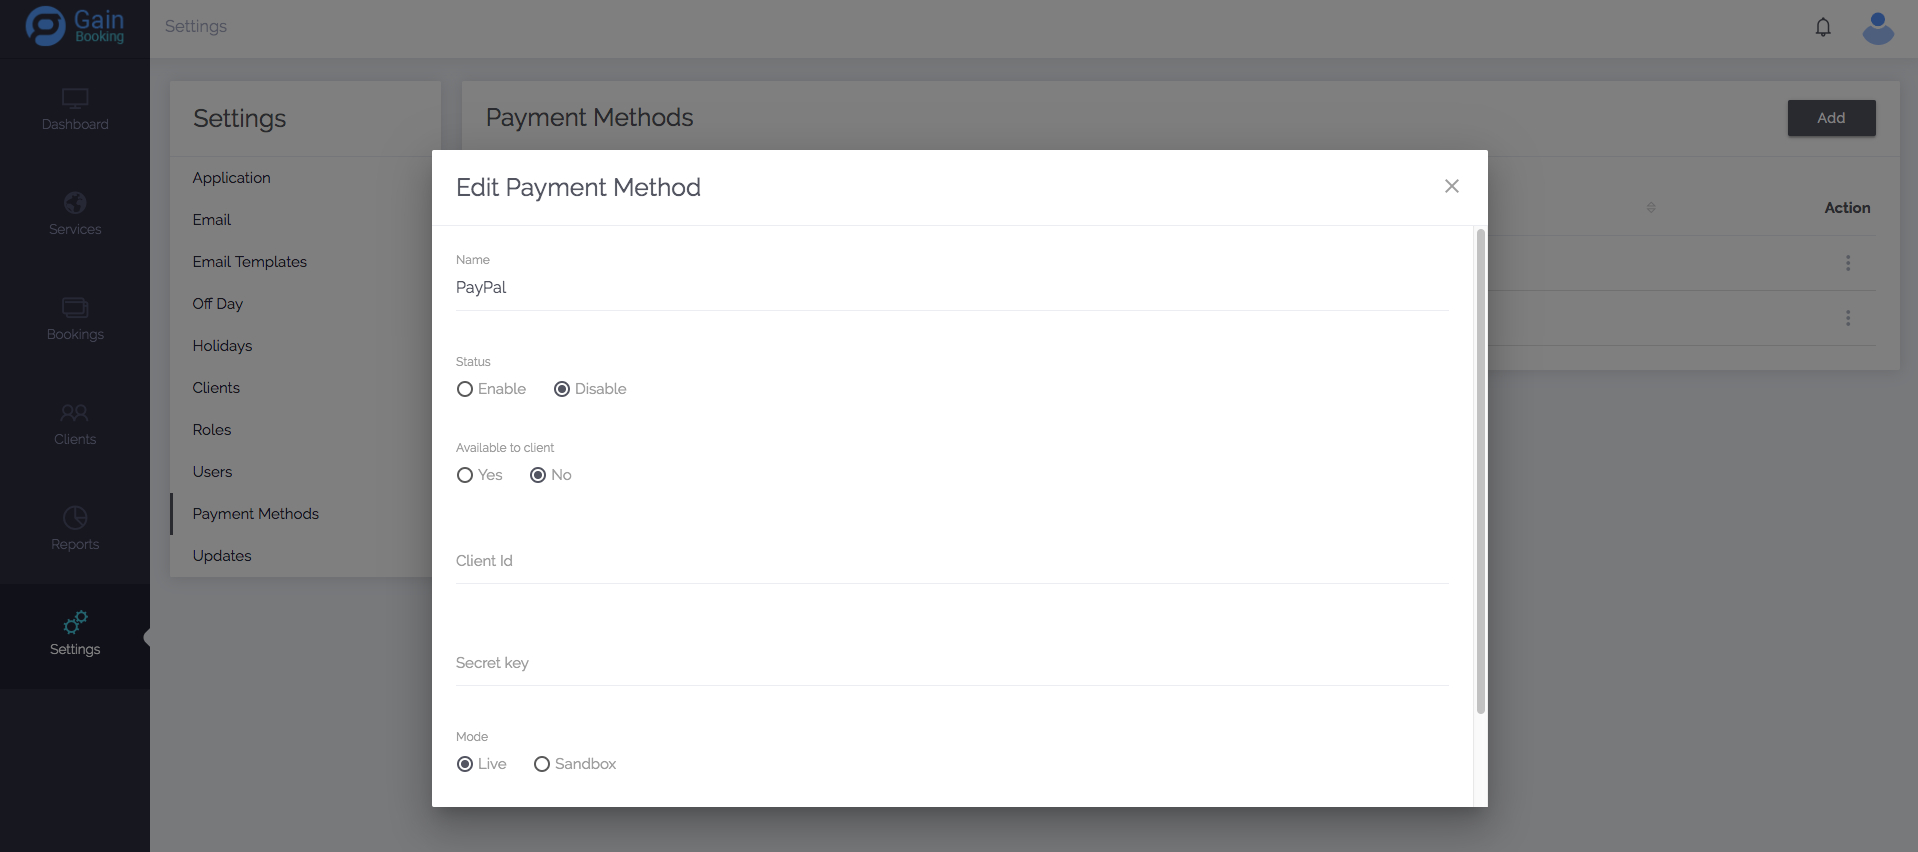 Gain
Booking
Settings
Dashboard
Services
Bookings
Clients
Reports
Settings
Settings
Application
Email
Email Templates
Off Day
Holidays
Clients
Roles
Users
Payment Methods
Updates
Payment Methods
Add
Action
Edit Payment Method
Name
PayPal
Status
Enable Disable
Available to client
Yes No
Client Id
Secret key
Mode
Live Sandbox